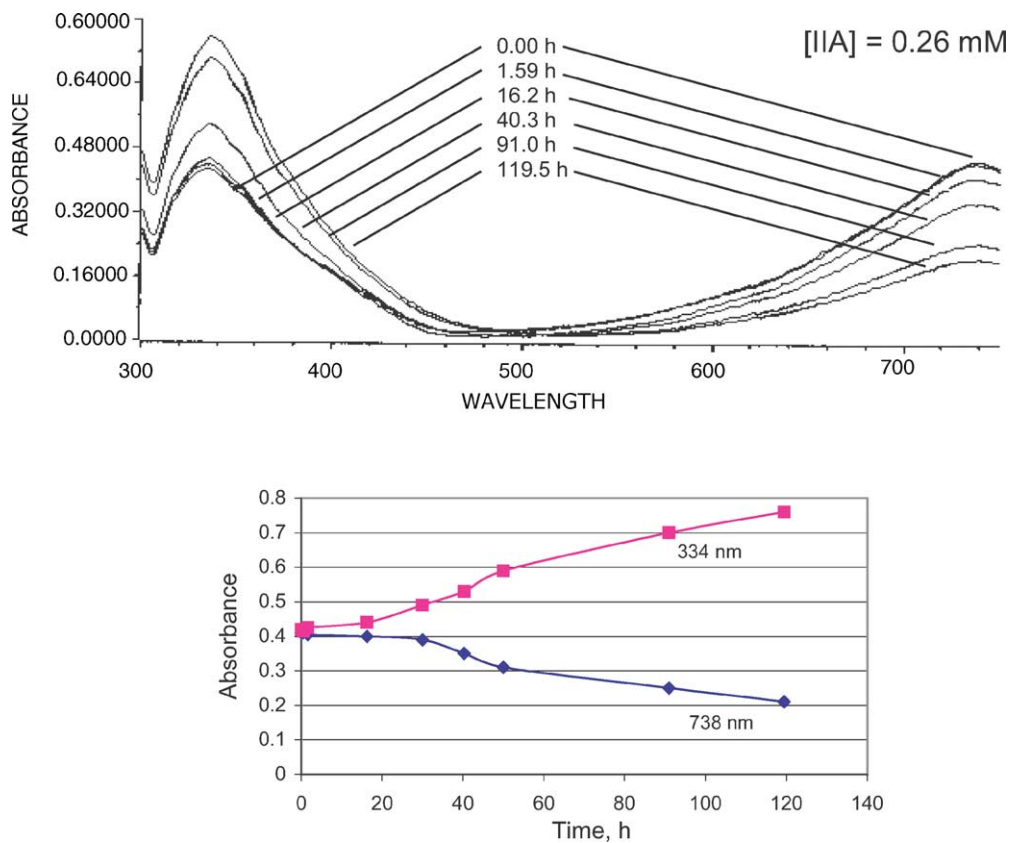 0.60000
0.64000
0.48000
0.32000
0.16000
0.0000
ABSORBANCE
[IIA] = 0.26 mM
0.00 h
1.59 h
16.2 h
40.3 h
91.0 h
119.5 h
300 400 500 600 700
WAVELENGTH
0.8
0.7
0.6
0.5
0.4
0.3
0.2
0.1
0
Absorbance
334 nm
738 nm
0 20 40 60 80 100 120 140
Time, h